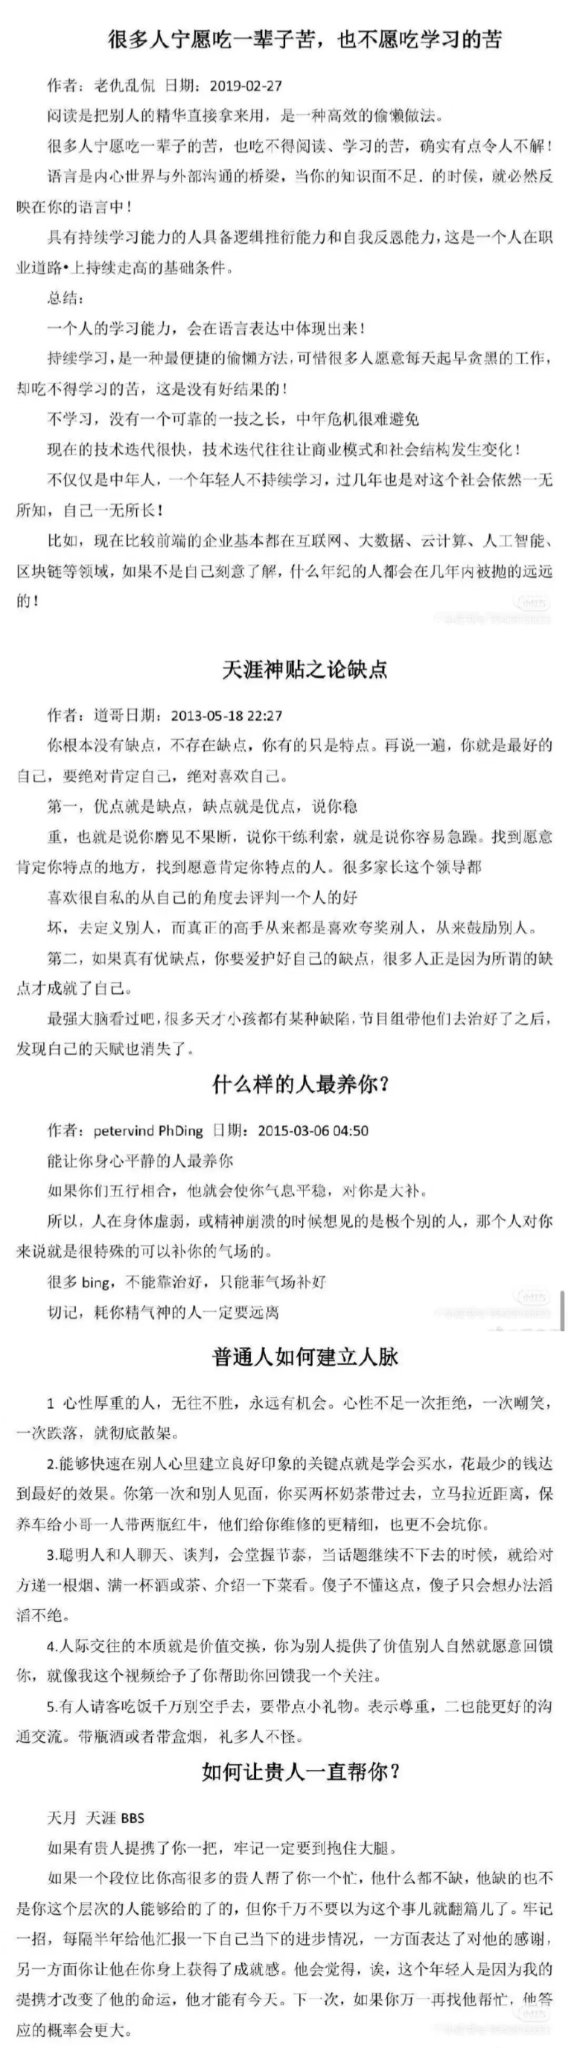 很多人宁愿吃一辈子苦，也不愿吃学习的苦
作者：老仇乱侃 日期：2019-02-27
闷读是把别人的精华直接拿来用，是一种高效的偷懒做法。
很多人宁愿吃一辈子的苦，也吃不得阅读、学习的苦，确实有点令人不解！
语言是内心世界与外部沟通的桥梁，当你的知识而不足．的时侯，就必然反
映在你的语言中！
具有持续学习能力的人具备逻辑推衍能力和自我反恩能力，这是一个人在职
业道路•上持续走高的基础条件。
总结：
一个人的学习能力，会在语言表达中体现出来！
持续学习，是一种最便捷的偷懒方法，可惜很多人愿意每天起早贪黑的工作，
却吃不得学习的苦，这是没有好结果的！
不学习，没有一个可靠的一技之长，中年危机很难避免
现在的技术迭代很快，技术迭代往往让商业模式和社会结构发生变化！
不仅仅是中年人，一个年轻人不持续学习，过几年也是对这个社会依然一无
所知，自己一无所长！
比如，现在比较前端的企业基本都在互联网、大数据、云计算、人工智能、
区块链等领域，如果不是自己刻意了解，什么年纪的人都会在几年内被抛的远远
的！
天涯神贴之论缺点
作者：道哥日期：2013-05-18 22:27
你根本没有缺点，不存在缺点，你有的只是特点。再说一遍，你就是最好的
自己，要绝对肯定自己，绝对喜欢自己。
第一，优点就是缺点，缺点就是优点，说你稳
重，也就是说你磨见不果断，说你干练利索，就是说你容易急躁。找到愿意
肯定你特点的地方，找到愿意肯定你特点的人。很多家长这个领导都
喜欢很自私的从自己的角度去评判一个人的好
坏，去定义别人，而真正的高手从来都是喜欢夸奖别人，从来鼓励别人。
第二，如果真有优缺点，你要爱护好自己的缺点，很多人正是因为所谓的缺
点才成就了自己。
最强大脑看过吧，很多天才小孩都有某种缺陷，节目组带他们去治好了之后，
发现白己的天赋也消失了。
什么样的人最养你？
作者：petervind PhDing 日期：2015-03-06 04:50
能让你身心平静的人最养你
如果你们五行相合，他就会使你气息平稳，对你是大补。
所以，人在身体虚弱，或精神崩溃的时候想见的是极个别的人，那个人对你
来说就是很特殊的可以补你的气场的。
很多 bing，不能靠治好，只能菲气场补好
切记，耗你精气神的人一定要远离
普通人如何建立人脉
1 心性厚重的人，无往不胜，永远有机会。心性不足一次拒绝，一次嘲笑，
一次跌落，就彻底散架。
2.能够快速在别人心里建立良好印象的关键点就是学会买水，花最少的钱达
到最好的效果。你第一次和别人见面，你买两杯奶茶带过去，立马拉近距离，保
养车给小哥一人带两瓶红牛，他们给你维修的更精细，也更不会坑你。
3.聪明人和人聊天、谈判，会堂握节泰，当话题继续不下去的时候，就给对
方递一根烟、满一杯酒或茶、介绍一下菜看。傻子不懂这点，傻子只会想办法滔
滔不绝。
4.人际交往的本质就是价值交换，你为别人提供了价值别人自然就愿意回馈
你，就像我这个视频给予了你帮助你回馈我一个关注。
5.有人请客吃饭千万别空手去，要带点小礼物。表示尊重，二也能更好的沟
通交流。带瓶酒或者带盒烟，礼多人不怪。
如何让贵人一直帮你？
天月 天涯 BBS
如果有贵人提携了你一把，牢记一定要到抱住大腿。
如果一个段位比你高很多的贵人帮了你一个忙，他什么都不缺，他缺的也不
是你这个层次的人能够给的了的，但你千万不要以为这个事儿就翻篇儿了。牢记
一招，每隔半年给他汇报一下自己当下的进步情况，一方面表达了对他的感谢，
另一方面你让他在你身上获得了成就感。他会觉得，诶，这个年轻人是因为我的
提携才改变了他的命运，他才能有今天。下一次，如果你万一再找他帮忙，他答
应的概率会更大。